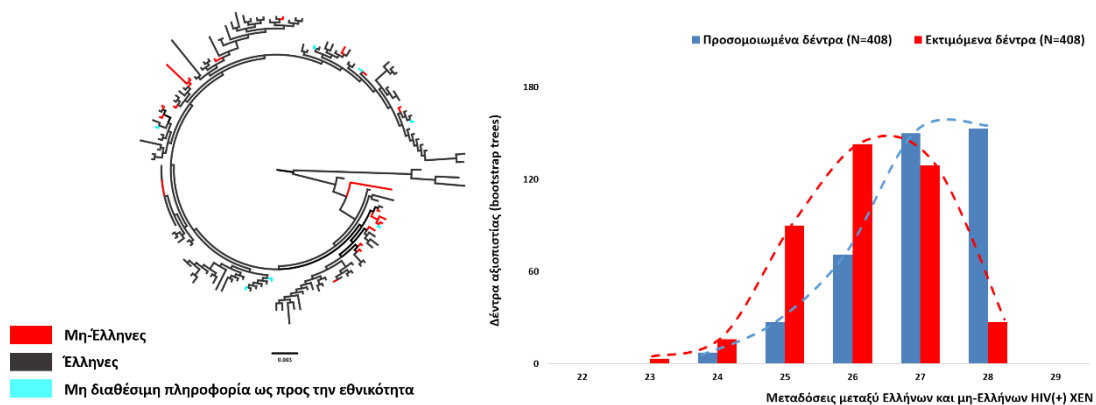 0.003
Μη-Έλληνες
Έλληνες
Μη διαθέσιμη πληροφορία ως προς την εθνικότητα
Προσομοιωμένα δέντρα (N=408)
Εκτιμόμενα δέντρα (N=408)
Δέντρα αξιοπιστίας (bootstrap trees)
180
120
60
0
22 23 24 25 26 27 28 29
Μεταδόσεις μεταξύ Ελλήνων και μη-Ελλήνων HIV(+) ΧΕΝ